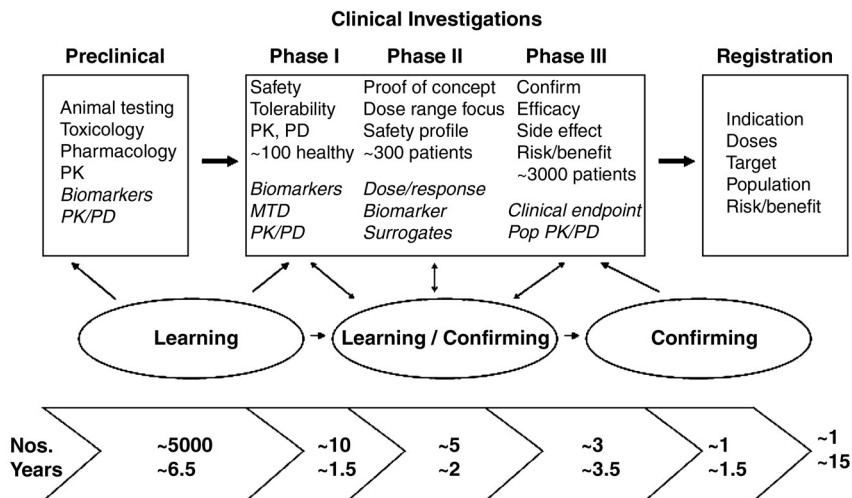 Clinical Investigations
Preclinical
Phase I
Phase II
Phase III
Registration
Animal testing
Toxicology
Pharmacology
PK
Biomarkers
PK/PD
Safety
Tolerability
PK, PD
~100 healthy
Biomarkers
MTD
PK/PD
Proof of concept
Dose range focus
Safety profile
~300 patients
Dose/response
Biomarker
Surrogates
Confirm
Efficacy
Side effect
Risk/benefit
~3000 patients
Clinical endpoint
Pop PK/PD
Indication
Doses
Target
Population
Risk/benefit
Learning
Learning / Confirming
Confirming
Nos. ~5000 ~10 ~5 ~3 ~1 ~1
Years ~6.5 ~1.5 ~2 ~3.5 ~1.5 ~15